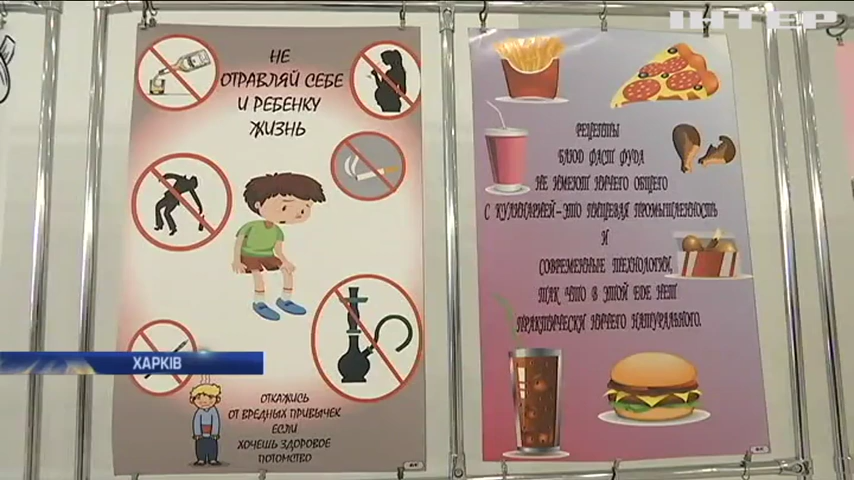 ІНТЕР
НЕ
ОТРАВЛЯЙ СЕБЕ
И РЕБЕНКУ
ЖИЗНЬ
ОТКАЖИСЬ
ОТ ВРЕДНЫХ ПРИВЫЧЕК
ЕСЛИ
ХОЧЕШЬ ЗДОРОВОЕ
ПОТОМСТВО
РЕЦЕПТЫ
БЛЮД ФАСТ ФУДА
НЕ ИМЕЮТ НИЧЕГО ОБЩЕГО
С КУЛИНАРИЕЙ-ЭТО ПИЩЕВАЯ ПРОМЫШЛЕННОСТЬ
И
СОВРЕМЕННЫЕ ТЕХНОЛОГИИ,
ТАК ЧТО В ЭТОЙ ЕДЕ НЕТ
ПРАКТИЧЕСКИ НИЧЕГО НАТУРАЛЬНОГО.
ХАРКІВ